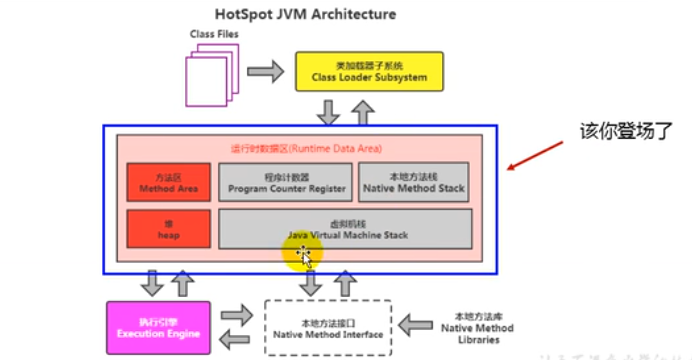 HotSpot JVM Architecture
Class Files
类加载器子系统
Class Loader Subsystem
该你登场了
运行时数据区(Runtime Data Area)
方法区
Method Area
程序计数器
Program Counter Register
本地方法栈
Native Method Stack
堆
heap
虚拟机栈
Java Virtual Machine Stack
执行引擎
Execution Engine
本地方法接口
Native Method Interface
本地方法库
Native Method
Libraries